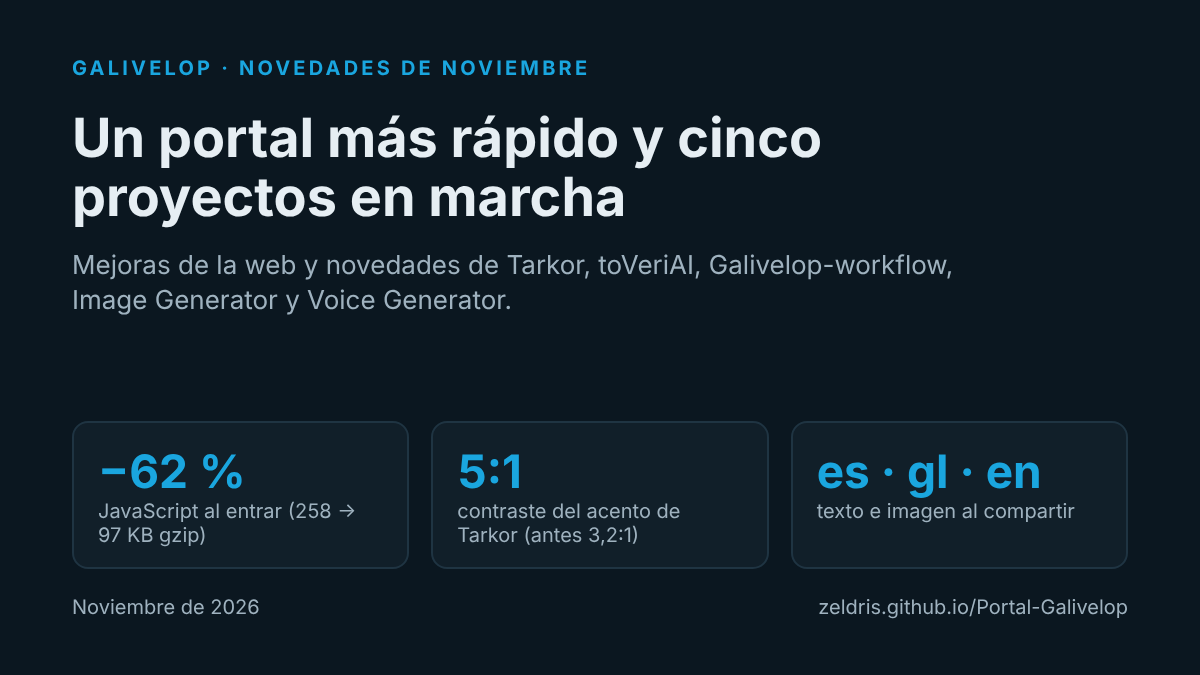 GALIVELOP · NOVEDADES DE NOVIEMBRE
Un portal más rápido y cinco
proyectos en marcha
Mejoras de la web y novedades de Tarkor, toVeriAI, Galivelop-workflow,
Image Generator y Voice Generator.
−62 %
JavaScript al entrar (258 →
97 KB gzip)
5:1
contraste del acento de
Tarkor (antes 3,2:1)
es · gl · en
texto e imagen al compartir
Noviembre de 2026
zeldris.github.io/Portal-Galivelop